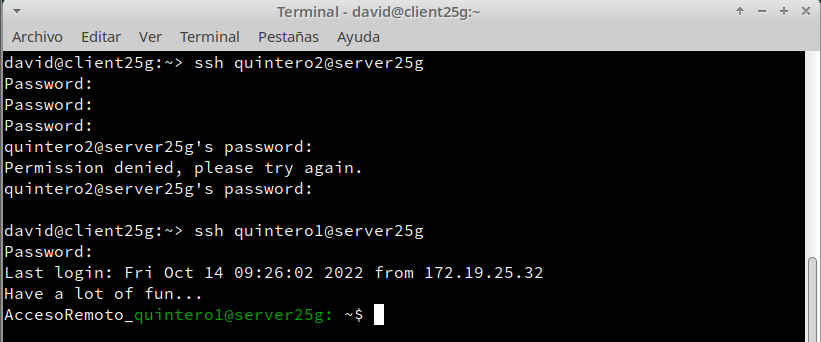 Terminal - david@client25g:~
Archivo Editar Ver Terminal Pestañas Ayuda
david@client25g:~> ssh quintero2@server25g
Password:
Password:
Password:
quintero2@server25g's password:
Permission denied, please try again.
quintero2@server25g's password:
david@client25g:~> ssh quintero1@server25g
Password:
Last login: Fri Oct 14 09:26:02 2022 from 172.19.25.32
Have a lot of fun...
AccesoRemoto_quintero1@server25g: ~$